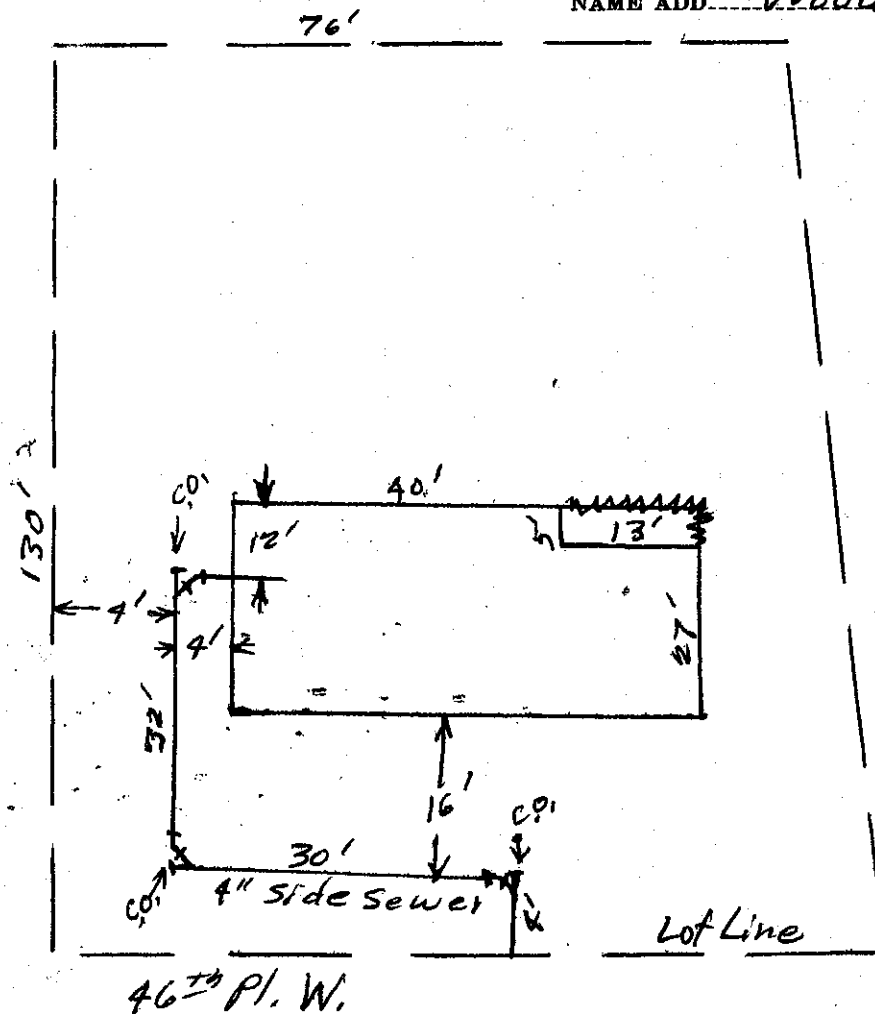 NAME ADD
76'
40'
C.O.
12'
13'
130'
4'
4'
27'
32'
16'
C.O.
30'
4" Side Sewer
C.O.
Lot Line
46th Pl. W.